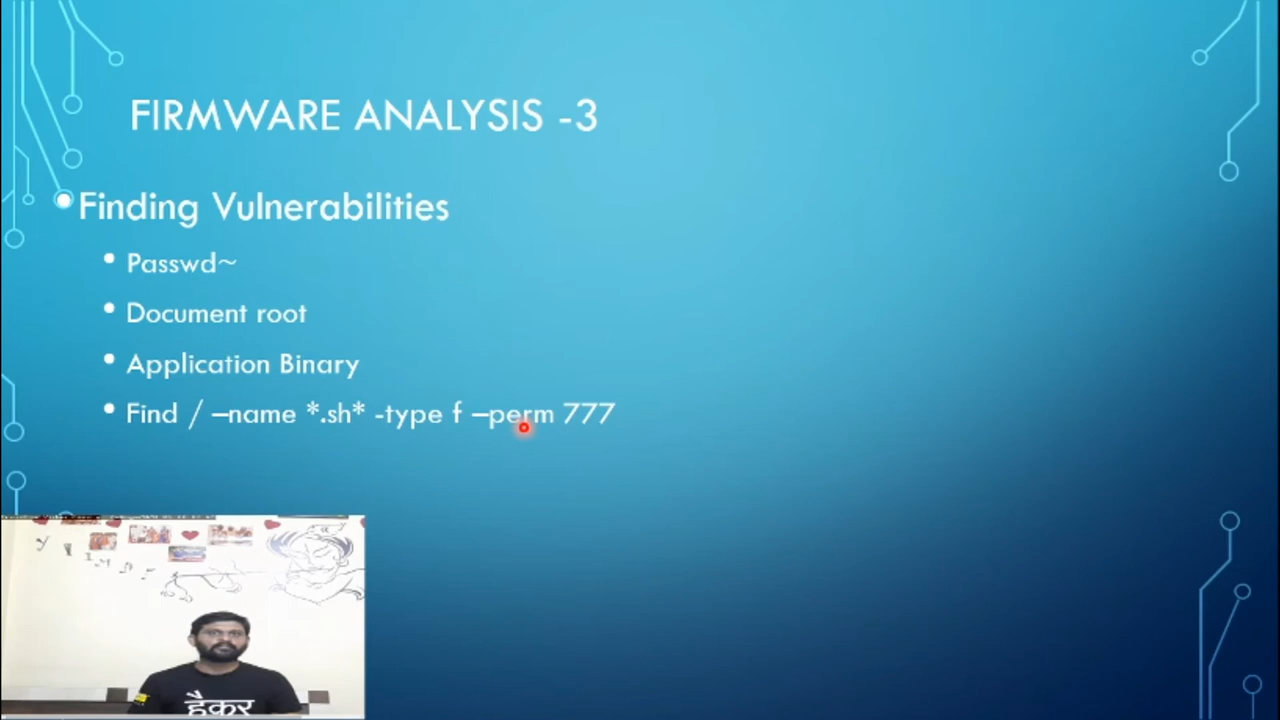 FIRMWARE ANALYSIS -3
Finding Vulnerabilities
Passwd~
Document root
Application Binary
Find / –name *.sh* -type f –perm 777
हैकर